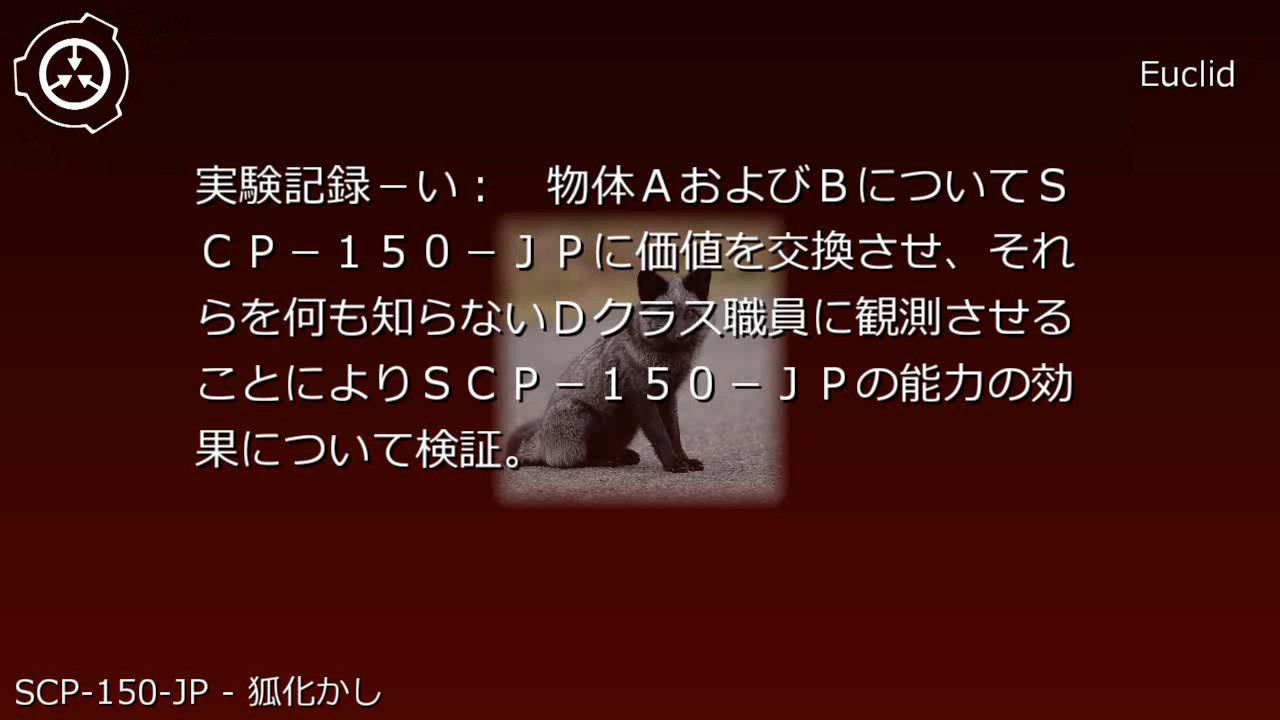 Euclid
実験記録－い：　物体ＡおよびＢについてＳ
ＣＰ－１５０－ＪＰに価値を交換させ、それ
らを何も知らないＤクラス職員に観測させる
ことによりＳＣＰ－１５０－ＪＰの能力の効
果について検証。
SCP-150-JP - 狐化かし